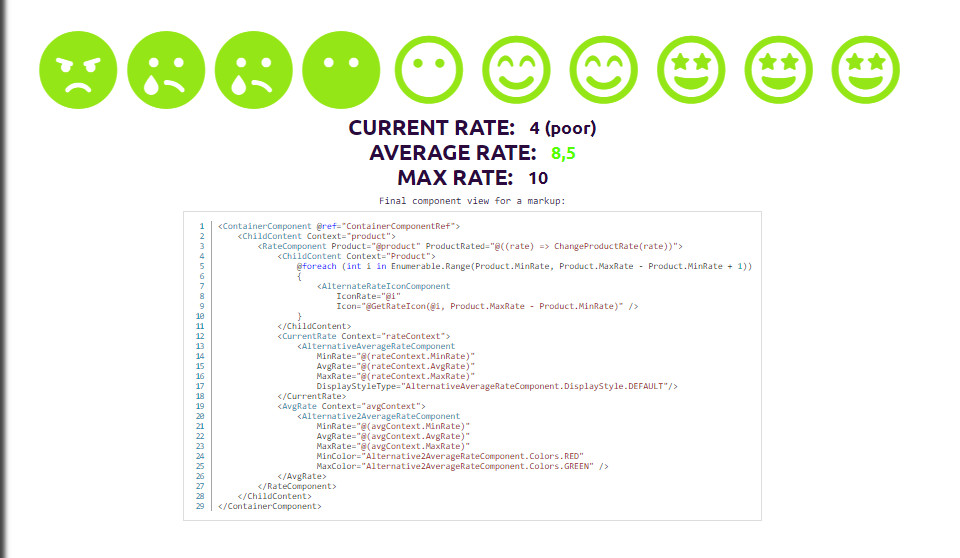 CURRENT RATE: 4 (poor)
AVERAGE RATE: 8,5
MAX RATE: 10
Final component view for a markup:
1 <ContainerComponent @ref="ContainerComponentRef">
2 <ChildContent Context="product">
3 <RateComponent Product="@product" ProductRated="@((rate) => ChangeProductRate(rate))">
4 <ChildContent Context="Product">
5 @foreach (int i in Enumerable.Range(Product.MinRate, Product.MaxRate - Product.MinRate + 1))
6 {
7 <AlternateRateIconComponent
8 IconRate="@i"
9 Icon="@GetRateIcon(@i, Product.MaxRate - Product.MinRate)" />
10 }
11 </ChildContent>
12 <CurrentRate Context="rateContext">
13 <AlternativeAverageRateComponent
14 MinRate="@(rateContext.MinRate)"
15 AvgRate="@(rateContext.AvgRate)"
16 MaxRate="@(rateContext.MaxRate)"
17 DisplayStyleType="AlternativeAverageRateComponent.DisplayStyle.DEFAULT"/>
18 </CurrentRate>
19 <AvgRate Context="avgContext">
20 <Alternative2AverageRateComponent
21 MinRate="@(avgContext.MinRate)"
22 AvgRate="@(avgContext.AvgRate)"
23 MaxRate="@(avgContext.MaxRate)"
24 MinColor="Alternative2AverageRateComponent.Colors.RED"
25 MaxColor="Alternative2AverageRateComponent.Colors.GREEN" />
26 </AvgRate>
27 </RateComponent>
28 </ChildContent>
29 </ContainerComponent>